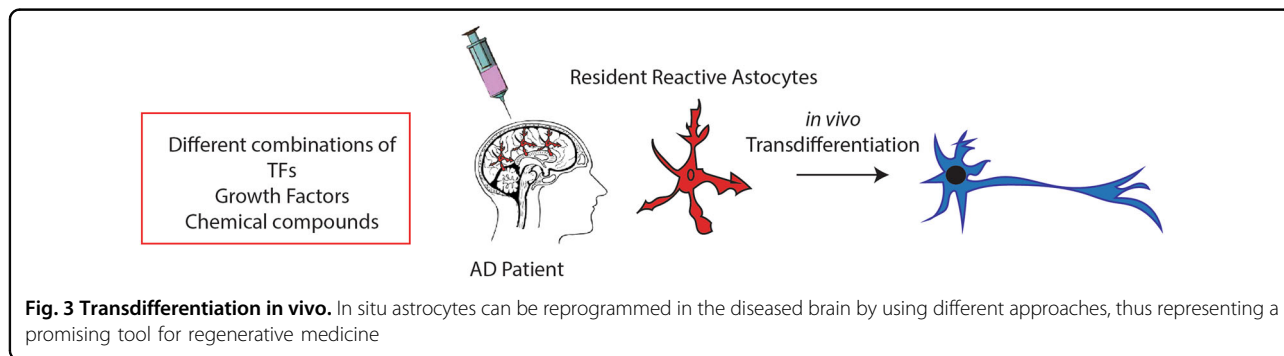 Different combinations of
TFs
Growth Factors
Chemical compounds
AD Patient
Resident Reactive Astocytes
in vivo
Transdifferentiation
Fig. 3 Transdifferentiation in vivo. In situ astrocytes can be reprogrammed in the diseased brain by using different approaches, thus representing a
promising tool for regenerative medicine